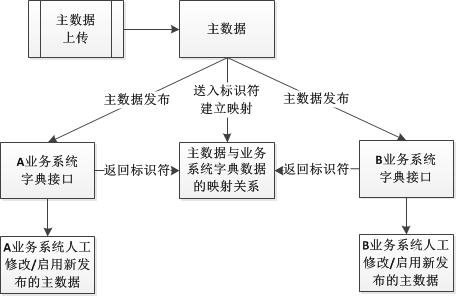 主数据
上传
主数据
主数据发布
送入标识符
建立映射
主数据发布
A业务系统
字典接口
返回标识符
主数据与业务
系统字典数据
的映射关系
返回标识符
B业务系统
字典接口
A业务系统人工
修改/启用新发
布的主数据
B业务系统人工
修改/启用新发
布的主数据